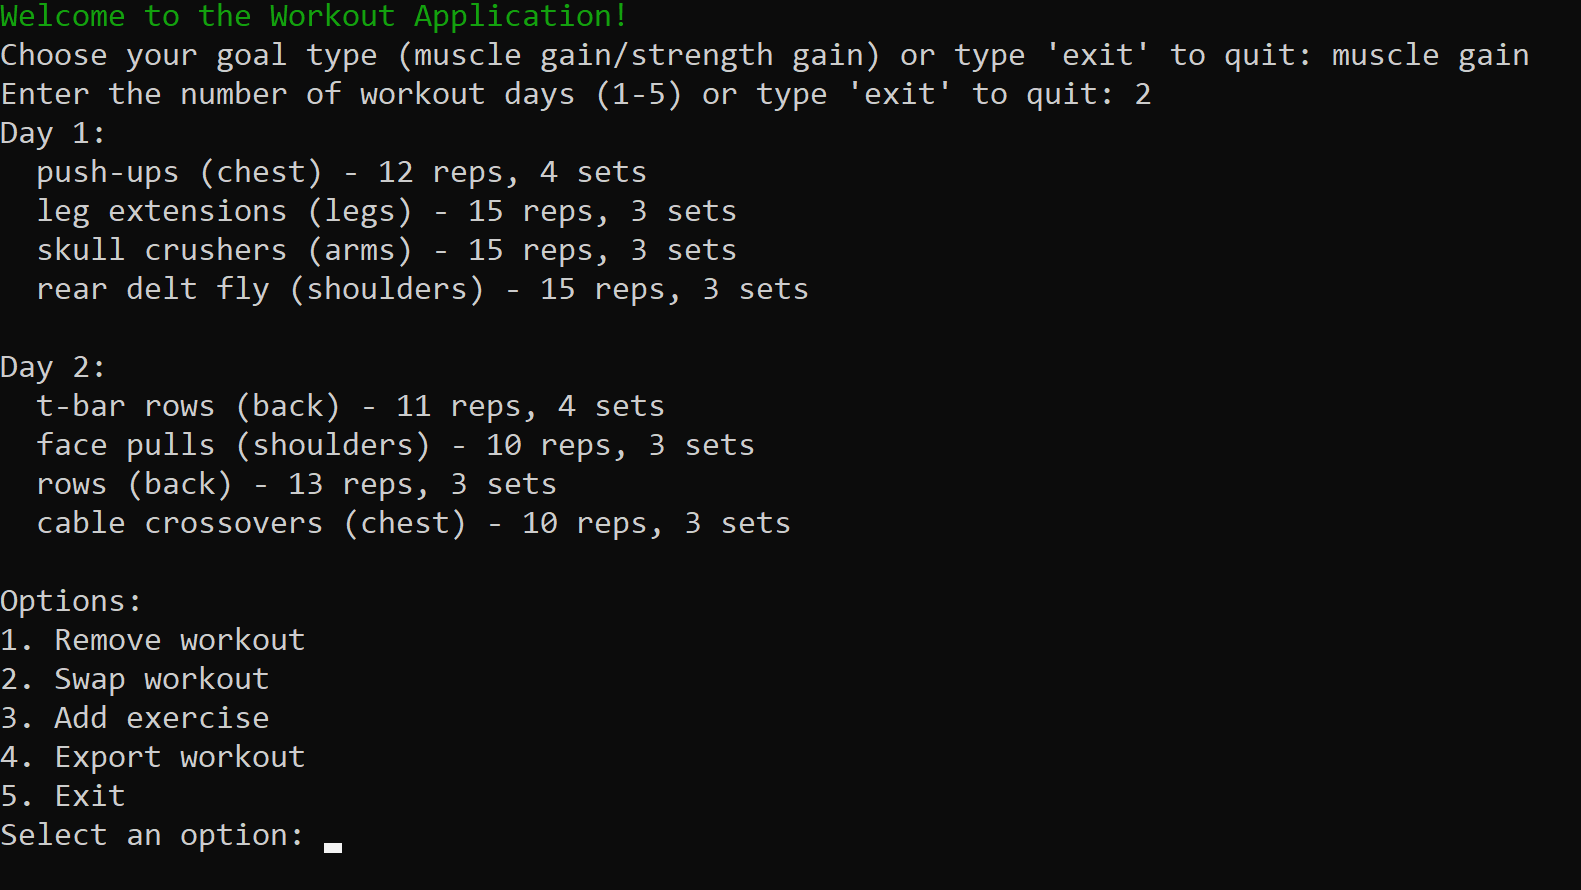 Welcome to the Workout Application!
Choose your goal type (muscle gain/strength gain) or type 'exit' to quit: muscle gain
Enter the number of workout days (1-5) or type 'exit' to quit: 2
Day 1:
  push-ups (chest) - 12 reps, 4 sets
  leg extensions (legs) - 15 reps, 3 sets
  skull crushers (arms) - 15 reps, 3 sets
  rear delt fly (shoulders) - 15 reps, 3 sets

Day 2:
  t-bar rows (back) - 11 reps, 4 sets
  face pulls (shoulders) - 10 reps, 3 sets
  rows (back) - 13 reps, 3 sets
  cable crossovers (chest) - 10 reps, 3 sets

Options:
1. Remove workout
2. Swap workout
3. Add exercise
4. Export workout
5. Exit
Select an option: